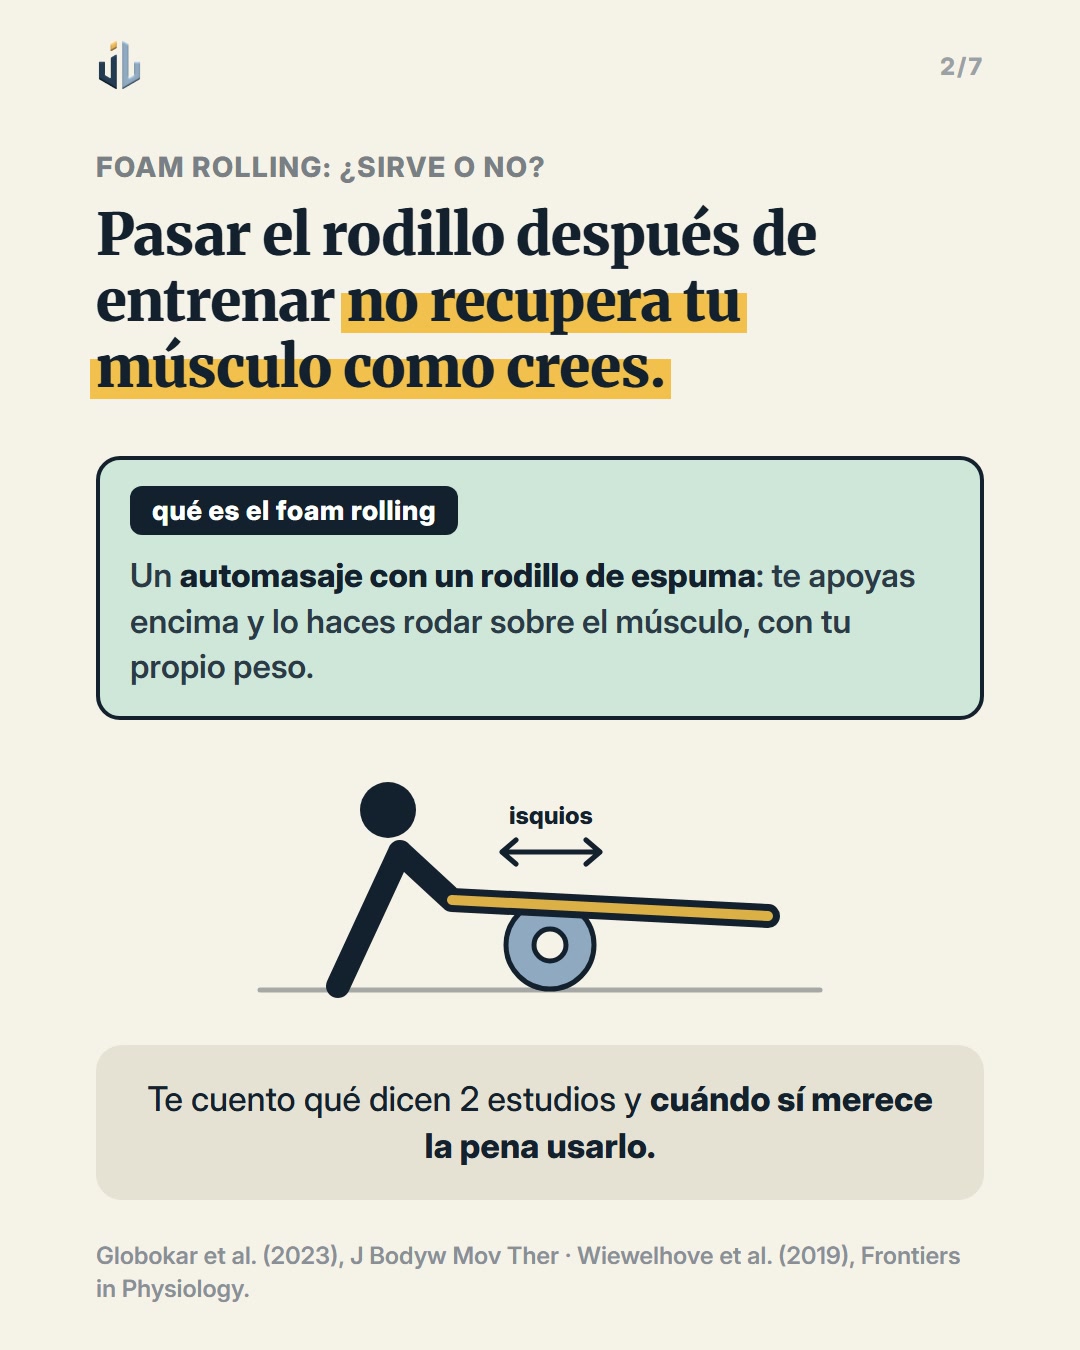 2/7
FOAM ROLLING: ¿SIRVE O NO?
Pasar el rodillo después de
entrenar no recupera tu
músculo como crees.
qué es el foam rolling
Un automasaje con un rodillo de espuma: te apoyas
encima y lo haces rodar sobre el músculo, con tu
propio peso.
isquios
Te cuento qué dicen 2 estudios y cuándo sí merece
la pena usarlo.
Globokar et al. (2023), J Bodyw Mov Ther · Wiewelhove et al. (2019), Frontiers
in Physiology.